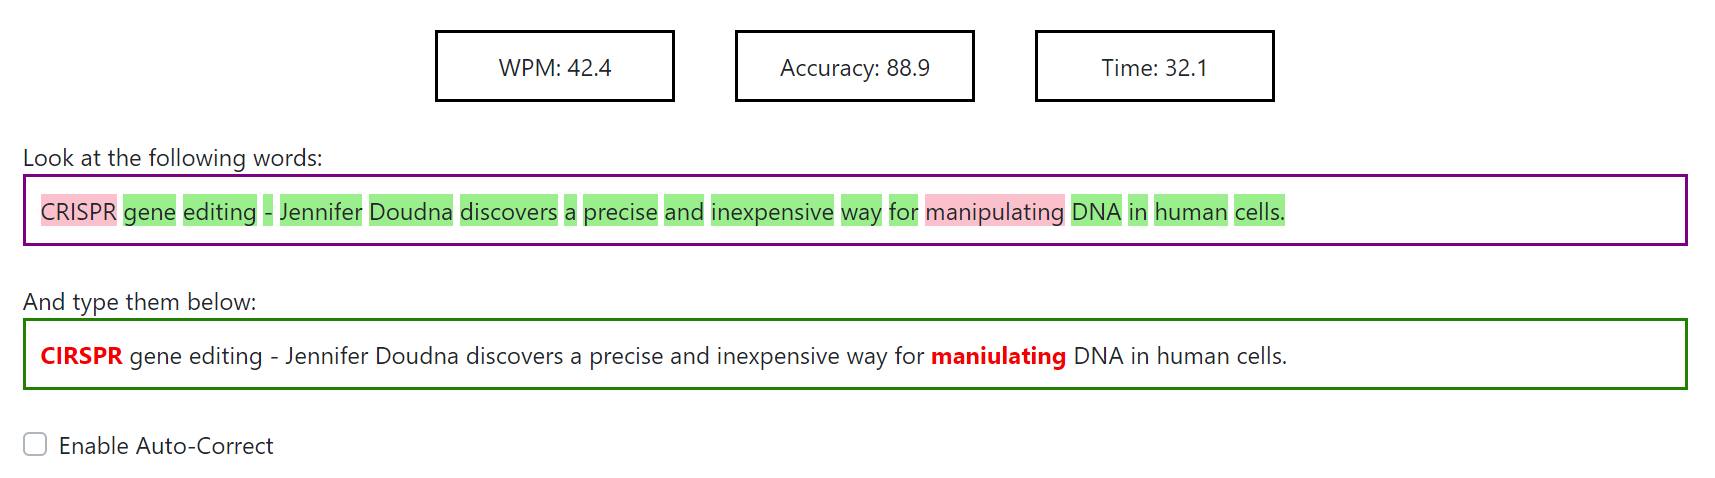 WPM: 42.4 Accuracy: 88.9 Time: 32.1
Look at the following words:
CRISPR gene editing - Jennifer Doudna discovers a precise and inexpensive way for manipulating DNA in human cells.
And type them below:
CIRSPR gene editing - Jennifer Doudna discovers a precise and inexpensive way for maniulating DNA in human cells.
Enable Auto-Correct